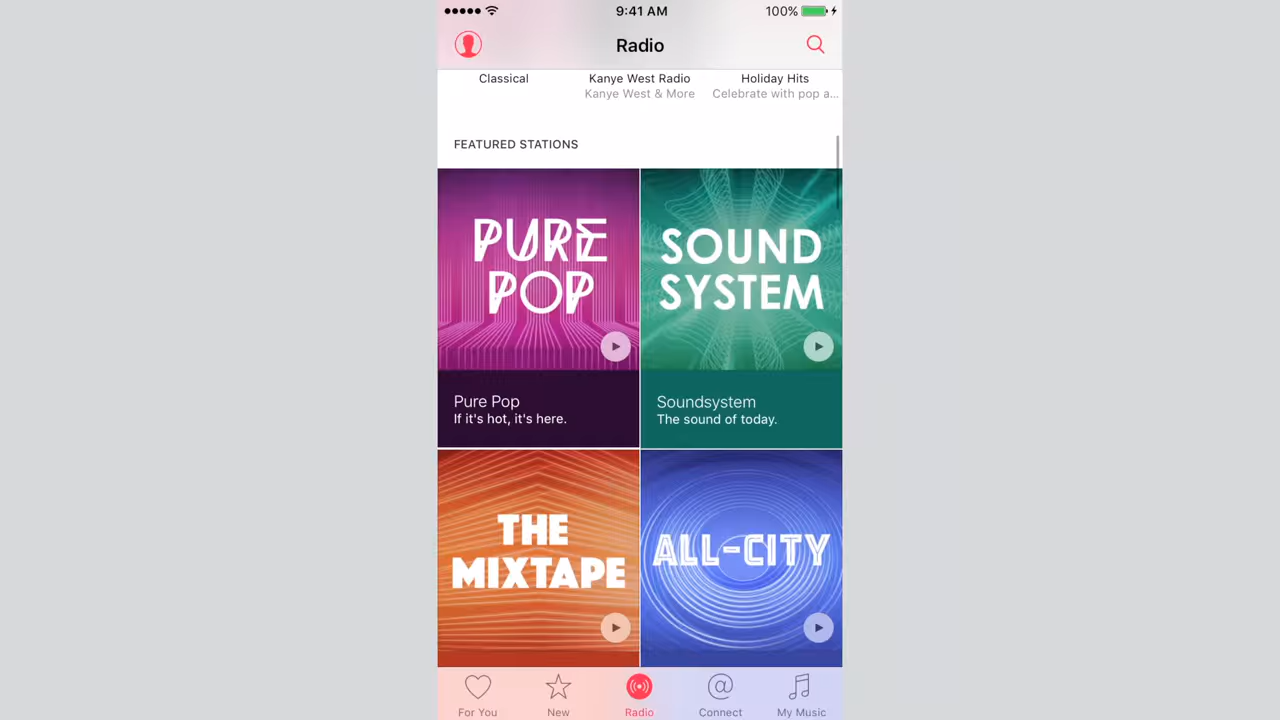 9:41 AM
100%
Radio
Classical
Kanye West Radio
Kanye West & More
Holiday Hits
Celebrate with pop a...
FEATURED STATIONS
PURE
POP
Pure Pop
If it's hot, it's here.
SOUND
SYSTEM
Soundsystem
The sound of today.
THE
MIXTAPE
ALL-CITY
For You
New
Radio
@
Connect
My Music